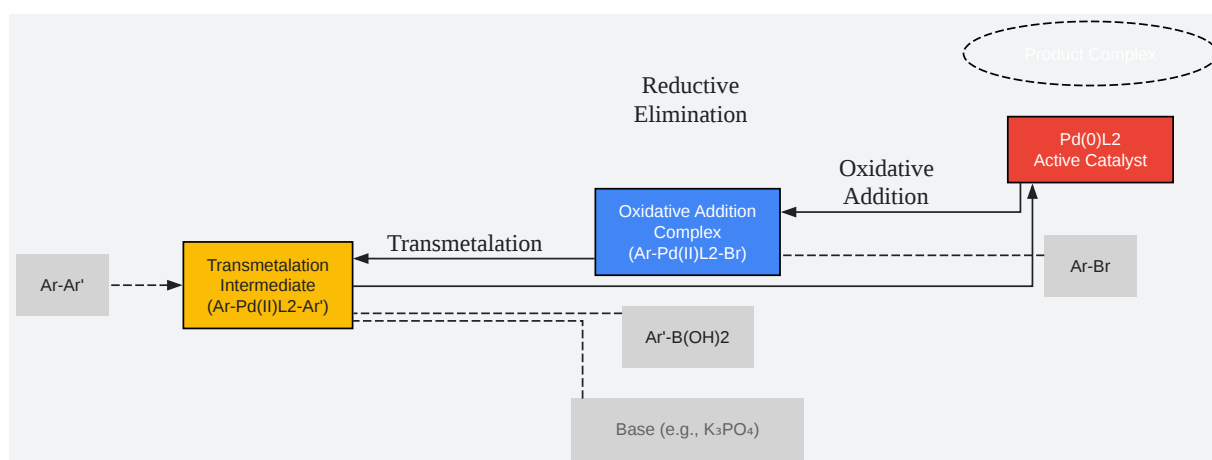 Product Complex
Reductive
Elimination
Pd(0)L2
Active Catalyst
Oxidative
Addition
Oxidative Addition
Complex
(Ar-Pd(II)L2-Br)
Transmetalation
Transmetalation
Intermediate
(Ar-Pd(II)L2-Ar')
Ar-Ar'
Ar-Br
Ar'-B(OH)2
Base (e.g., K₃PO₄)